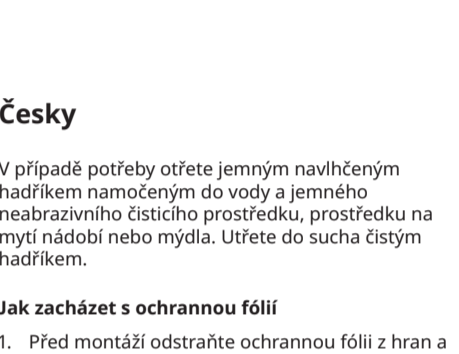 Česky
V případě potřeby otřete jemným navlhčeným
hadříkem namočeným do vody a jemného
neabrazivního čisticího prostředku, prostředku na
mytí nádobí nebo mýdla. Utřete do sucha čistým
hadříkem.
Jak zacházet s ochrannou fólií
1. Před montáží odstraňte ochrannou fólii z hran a